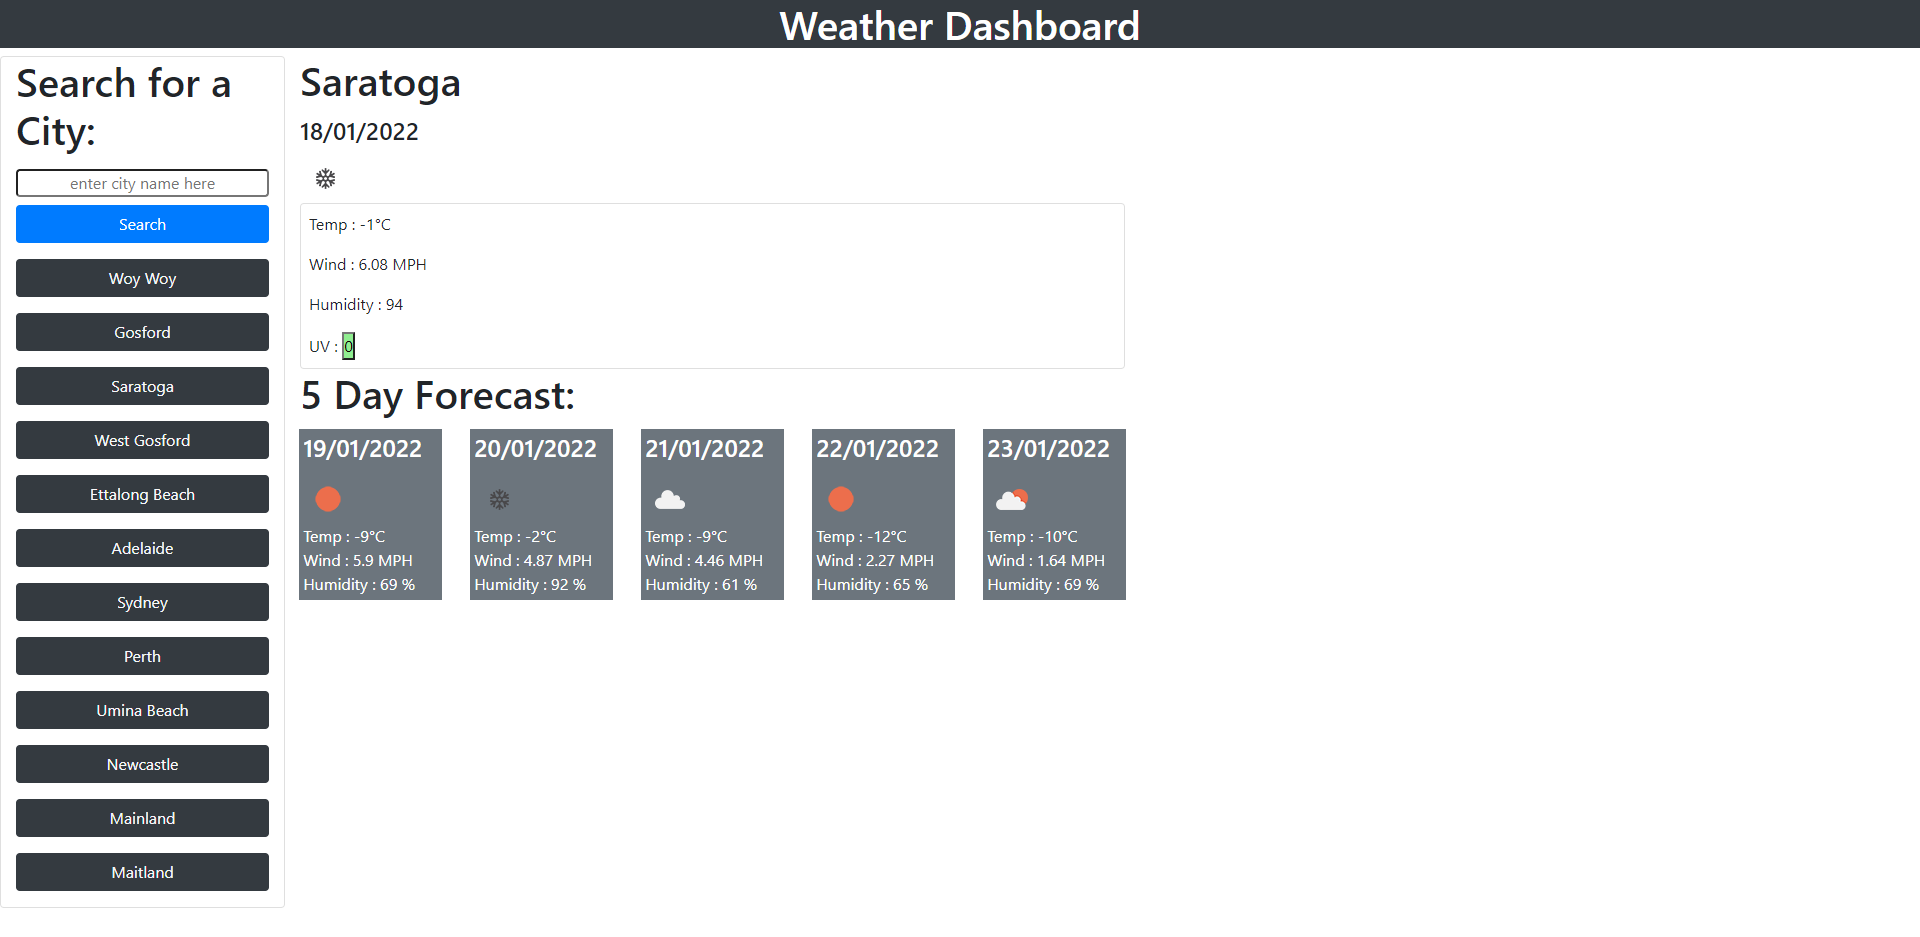 Weather Dashboard
Search for a
City:
enter city name here
Search
Woy Woy
Gosford
Saratoga
West Gosford
Ettalong Beach
Adelaide
Sydney
Perth
Umina Beach
Newcastle
Mainland
Maitland
Saratoga
18/01/2022
Temp : -1°C
Wind : 6.08 MPH
Humidity : 94
UV : 0
5 Day Forecast:
19/01/2022
Temp : -9°C
Wind : 5.9 MPH
Humidity : 69 %
20/01/2022
Temp : -2°C
Wind : 4.87 MPH
Humidity : 92 %
21/01/2022
Temp : -9°C
Wind : 4.46 MPH
Humidity : 61 %
22/01/2022
Temp : -12°C
Wind : 2.27 MPH
Humidity : 65 %
23/01/2022
Temp : -10°C
Wind : 1.64 MPH
Humidity : 69 %